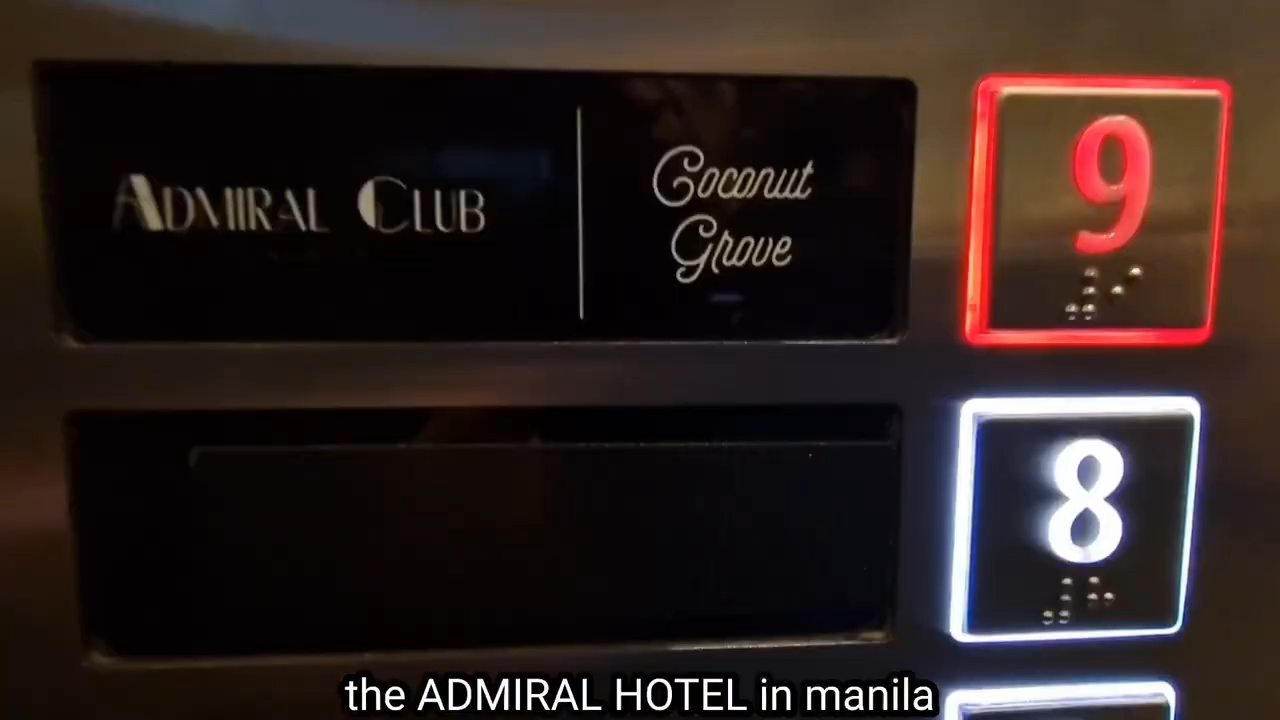 ADMIRAL CLUB
Coconut
Grove
9
8
the ADMIRAL HOTEL in manila